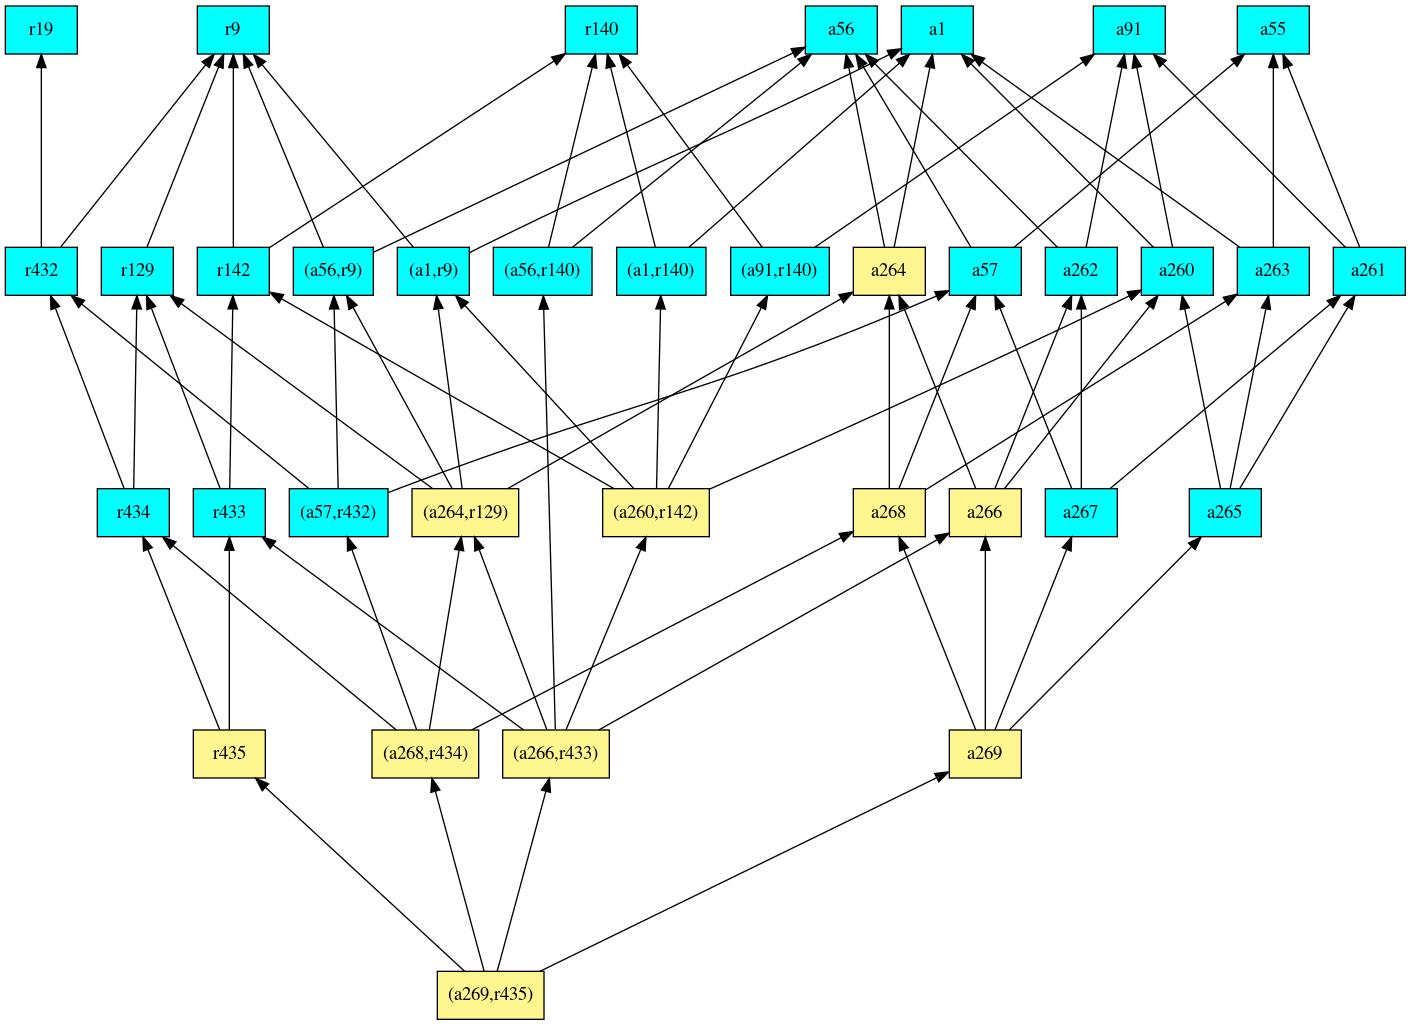 r19
r9
r140
a56
a1
a91
a55
r432
r129
r142
(a56,r9)
(a1,r9)
(a56,r140)
(a1,r140)
(a91,r140)
a264
a57
a262
a260
a263
a261
r434
r433
(a57,r432)
(a264,r129)
(a260,r142)
a268
a266
a267
a265
r435
(a268,r434)
(a266,r433)
a269
(a269,r435)